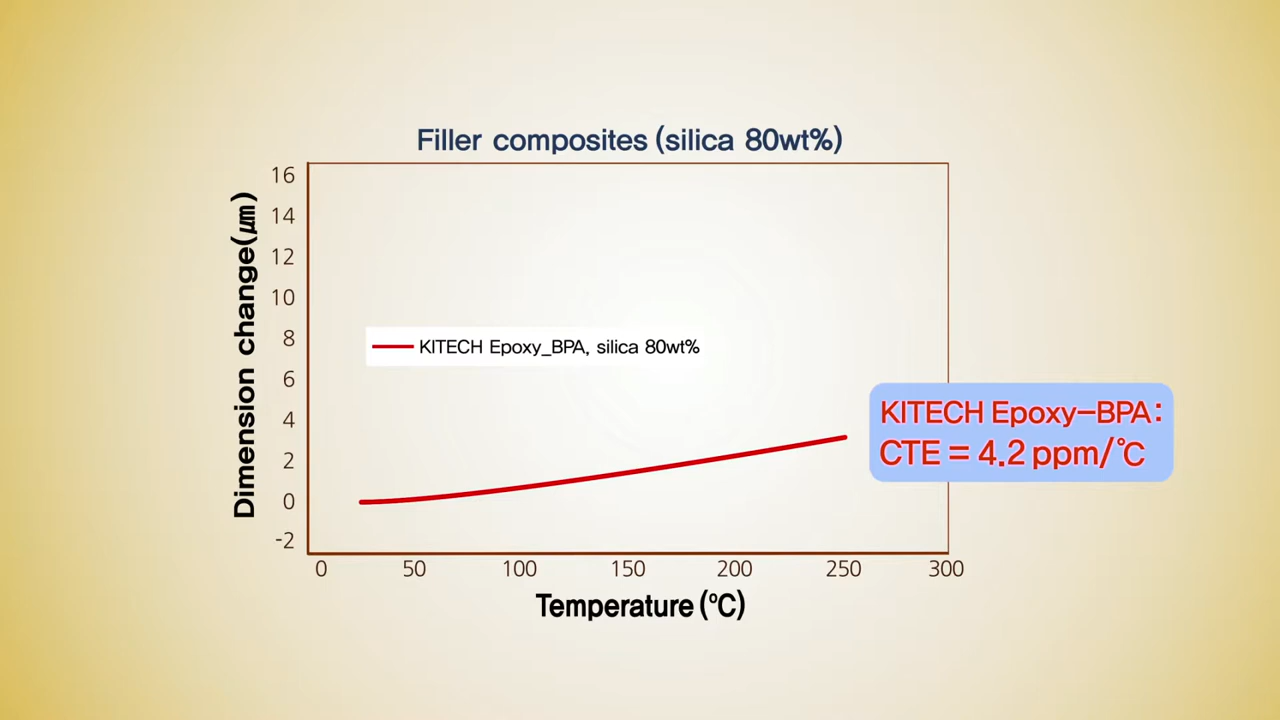 Filler composites (silica 80wt%)
Dimension change(㎛)
16
14
12
10
8
6
4
2
0
-2
KITECH Epoxy_BPA, silica 80wt%
KITECH Epoxy-BPA:
CTE = 4.2 ppm/℃
0 50 100 150 200 250 300
Temperature (℃)